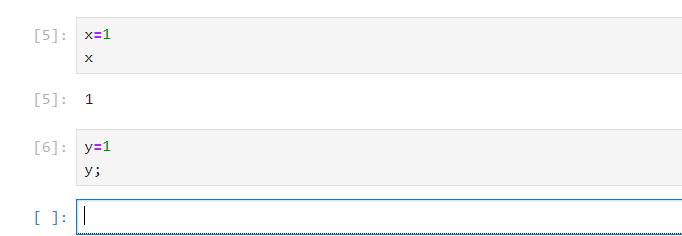 [5]: x=1
x
[5]: 1
[6]: y=1
y;
[ ]: